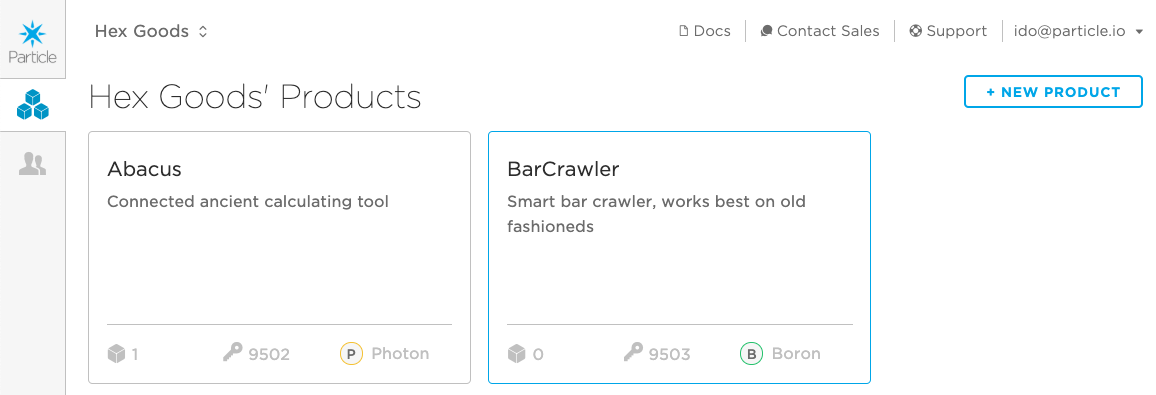 Particle
Hex Goods
Docs
Contact Sales
Support
ido@particle.io
Hex Goods' Products
+ NEW PRODUCT
Abacus
Connected ancient calculating tool
1
9502
P
Photon
BarCrawler
Smart bar crawler, works best on old
fashioneds
0
9503
B
Boron